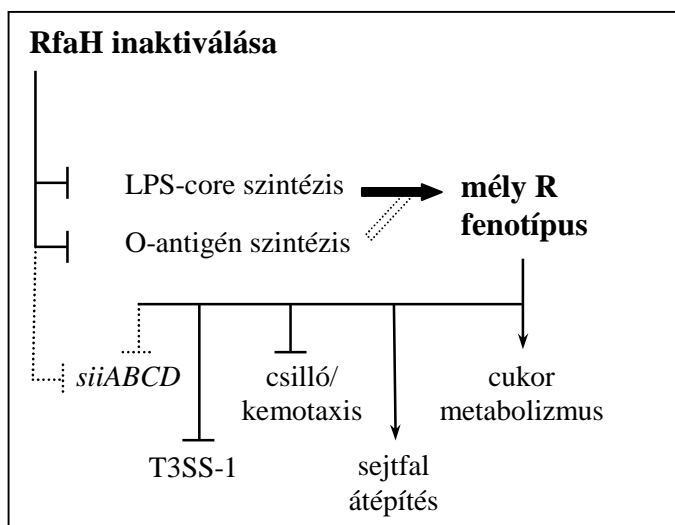 RfaH inaktiválása
LPS-core szintézis
mély R
fenotípus
O-antigén szintézis
siiABCD
csilló/
kemotaxis
cukor
metabolizmus
T3SS-1
sejtfal
átépítés